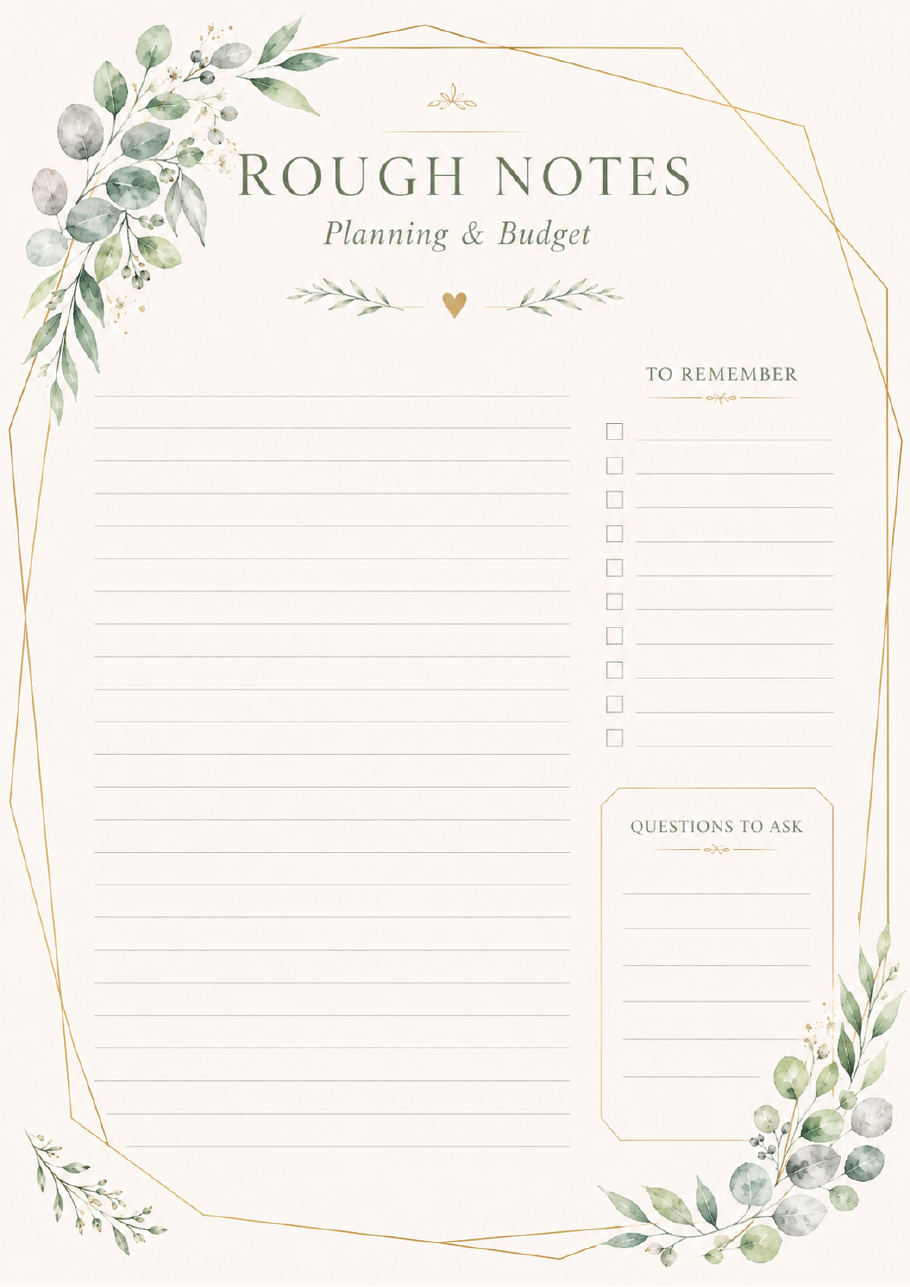 ROUGH NOTES
Planning & Budget
TO REMEMBER
QUESTIONS TO ASK